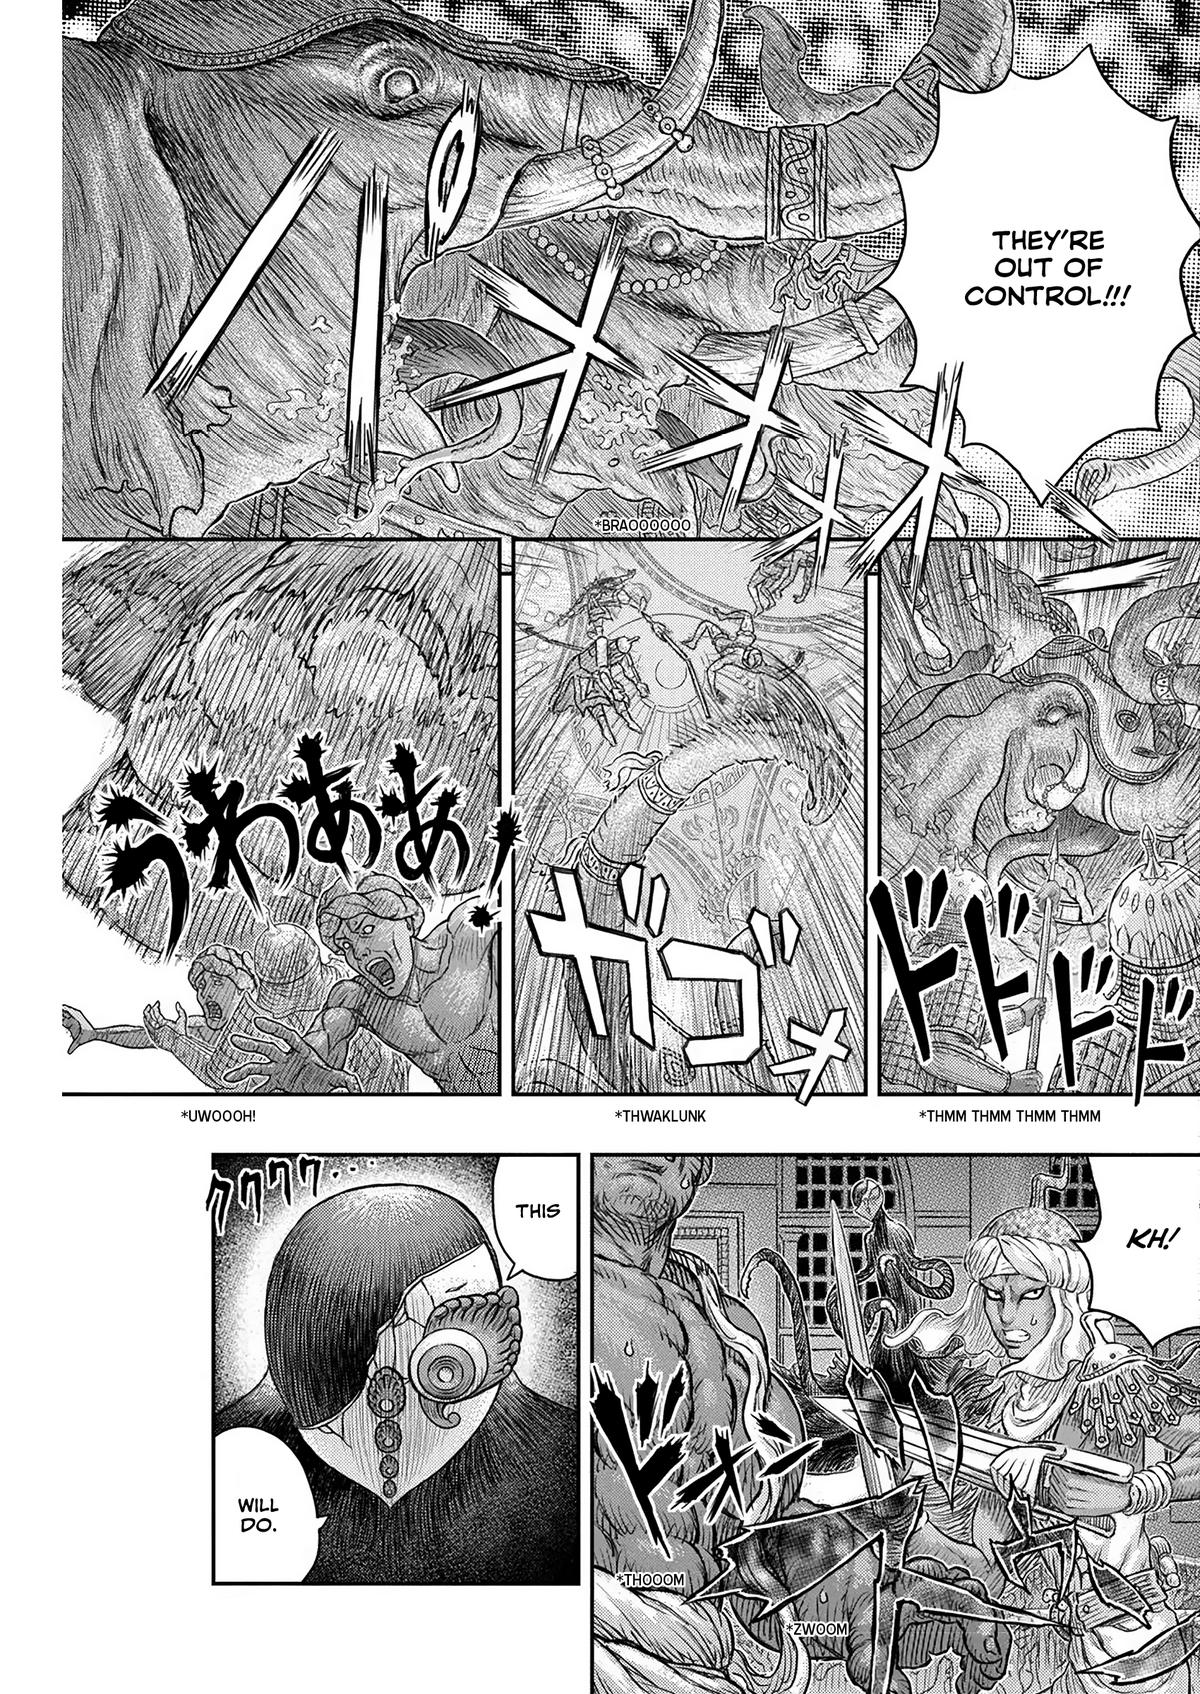 THEY'RE
OUT OF
CONTROL!!!
パオオオオオ
*BRAOOOOOO
ドドドド
*THMM THMM THMM THMM
ガゴッ
*THWAKLUNK
うわあああ!
*UWOOOH!
KH!
ドドォン
*THOOOM
*ZWOOM
THIS
クククク...
WILL
DO.